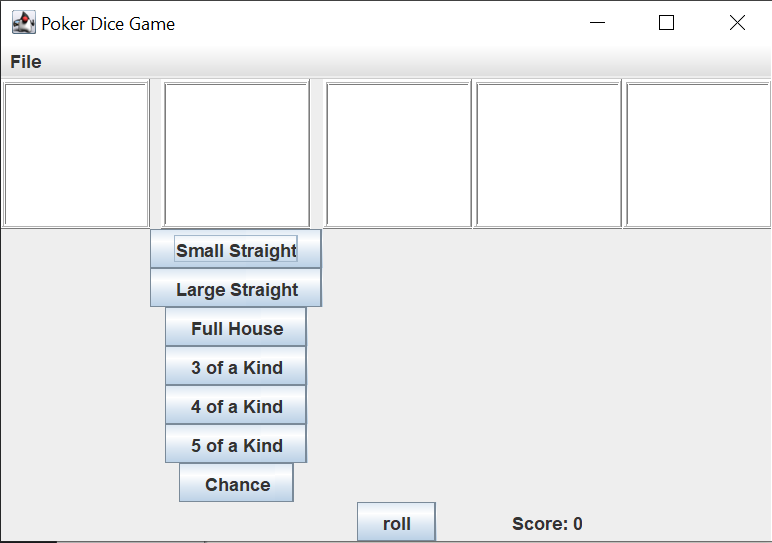 Poker Dice Game
File
Small Straight
Large Straight
Full House
3 of a Kind
4 of a Kind
5 of a Kind
Chance
roll Score: 0